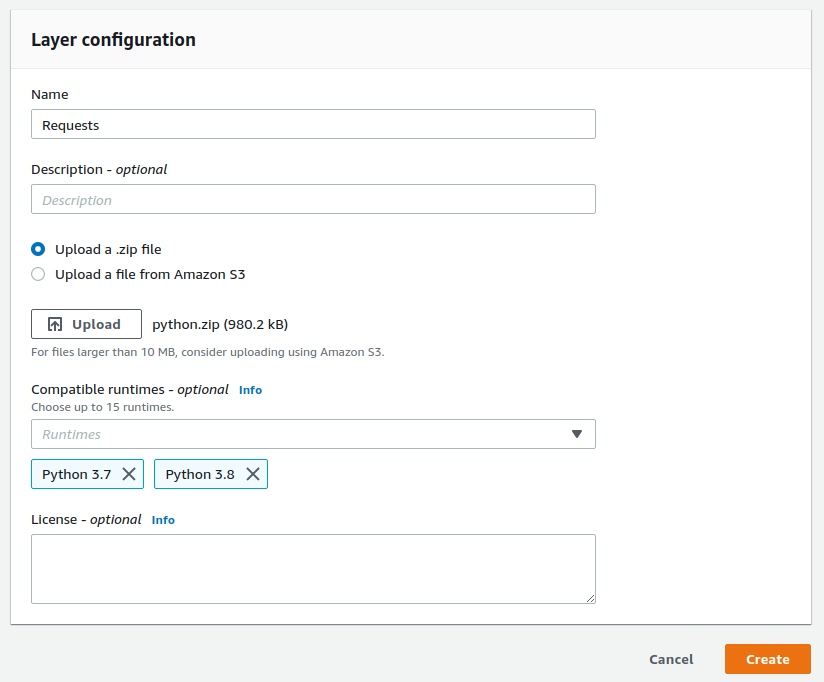 Layer configuration
Name
Requests
Description - optional
Description
Upload a .zip file
Upload a file from Amazon S3
Upload python.zip (980.2 kB)
For files larger than 10 MB, consider uploading using Amazon S3.
Compatible runtimes - optional Info
Choose up to 15 runtimes.
Runtimes
Python 3.7 Python 3.8
License - optional Info
Cancel Create